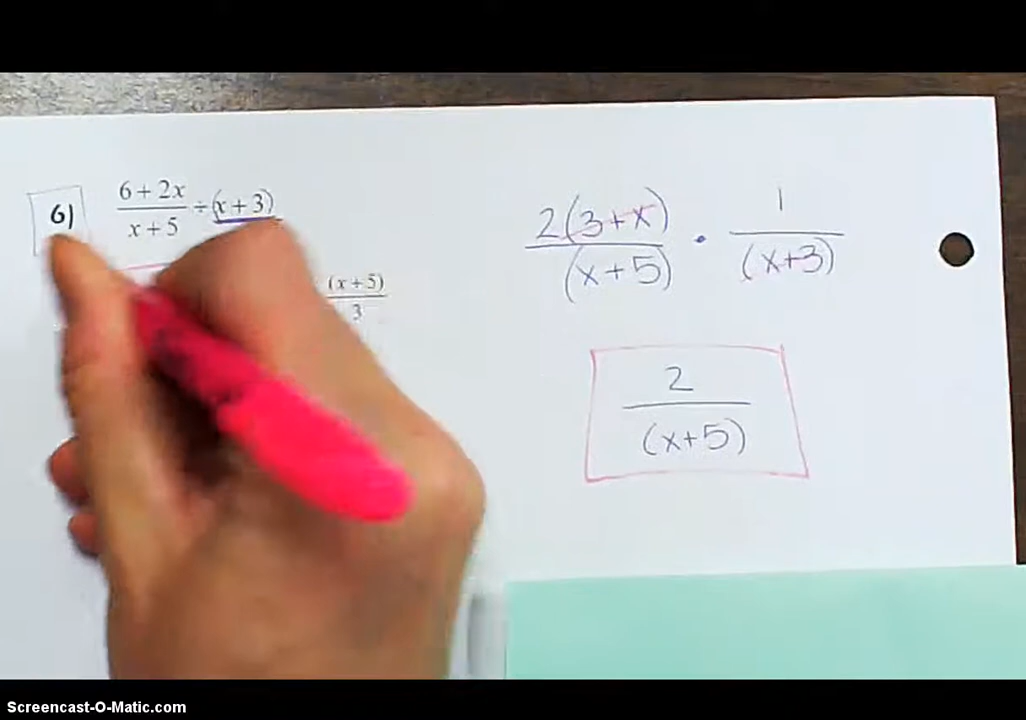 6) (6 + 2x)/(x + 5) ÷ (x + 3)
(x + 5)/3
2(3+x)/(x+5) · 1/(x+3)
2/(x+5)
Screencast-O-Matic.com